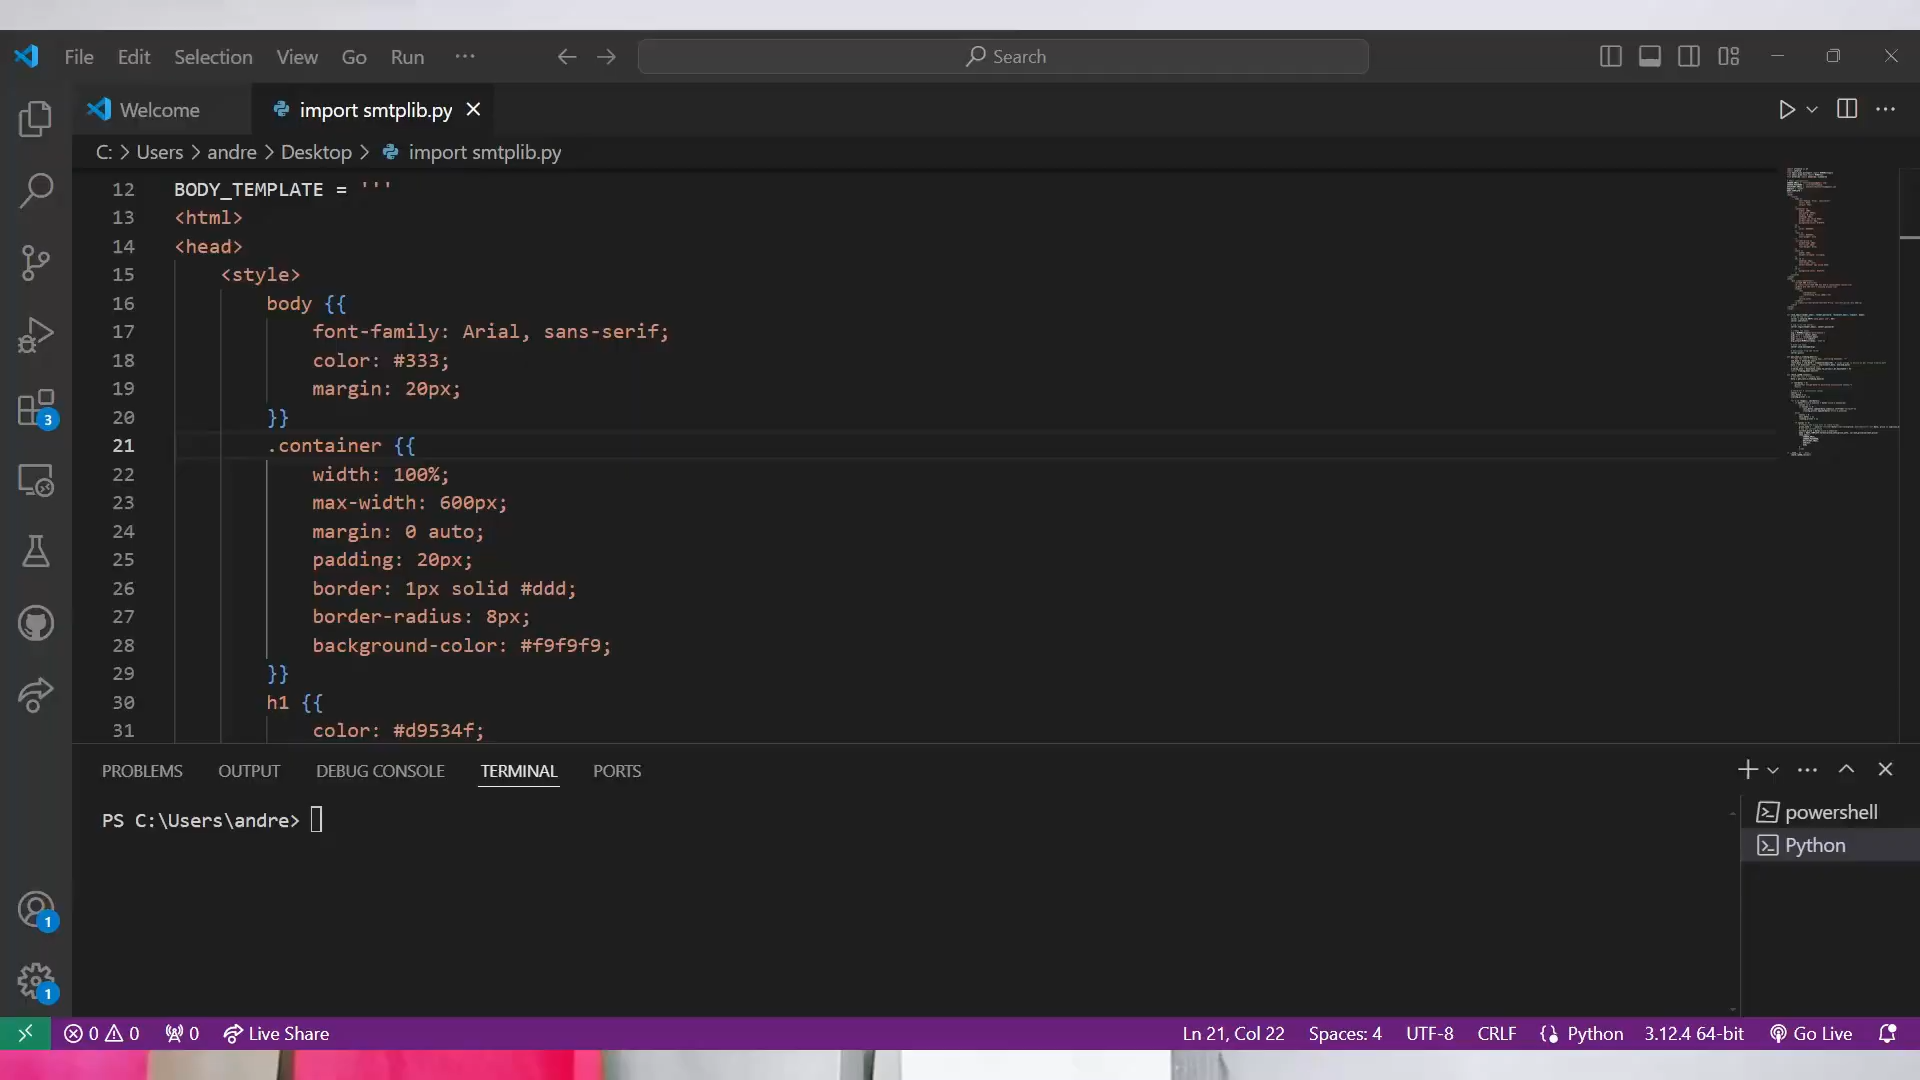 File Edit Selection View Go Run ... Search
Welcome import smtplib.py
C: > Users > andre > Desktop > import smtplib.py
12 BODY_TEMPLATE = '''
13 <html>
14 <head>
15 <style>
16 body {{
17 font-family: Arial, sans-serif;
18 color: #333;
19 margin: 20px;
20 }}
21 .container {{
22 width: 100%;
23 max-width: 600px;
24 margin: 0 auto;
25 padding: 20px;
26 border: 1px solid #ddd;
27 border-radius: 8px;
28 background-color: #f9f9f9;
29 }}
30 h1 {{
31 color: #d9534f;
3
PROBLEMS OUTPUT DEBUG CONSOLE TERMINAL PORTS
PS C:\Users\andre>
powershell
Python
1
1
0 0 0 Live Share Ln 21, Col 22 Spaces: 4 UTF-8 CRLF {} Python 3.12.4 64-bit Go Live